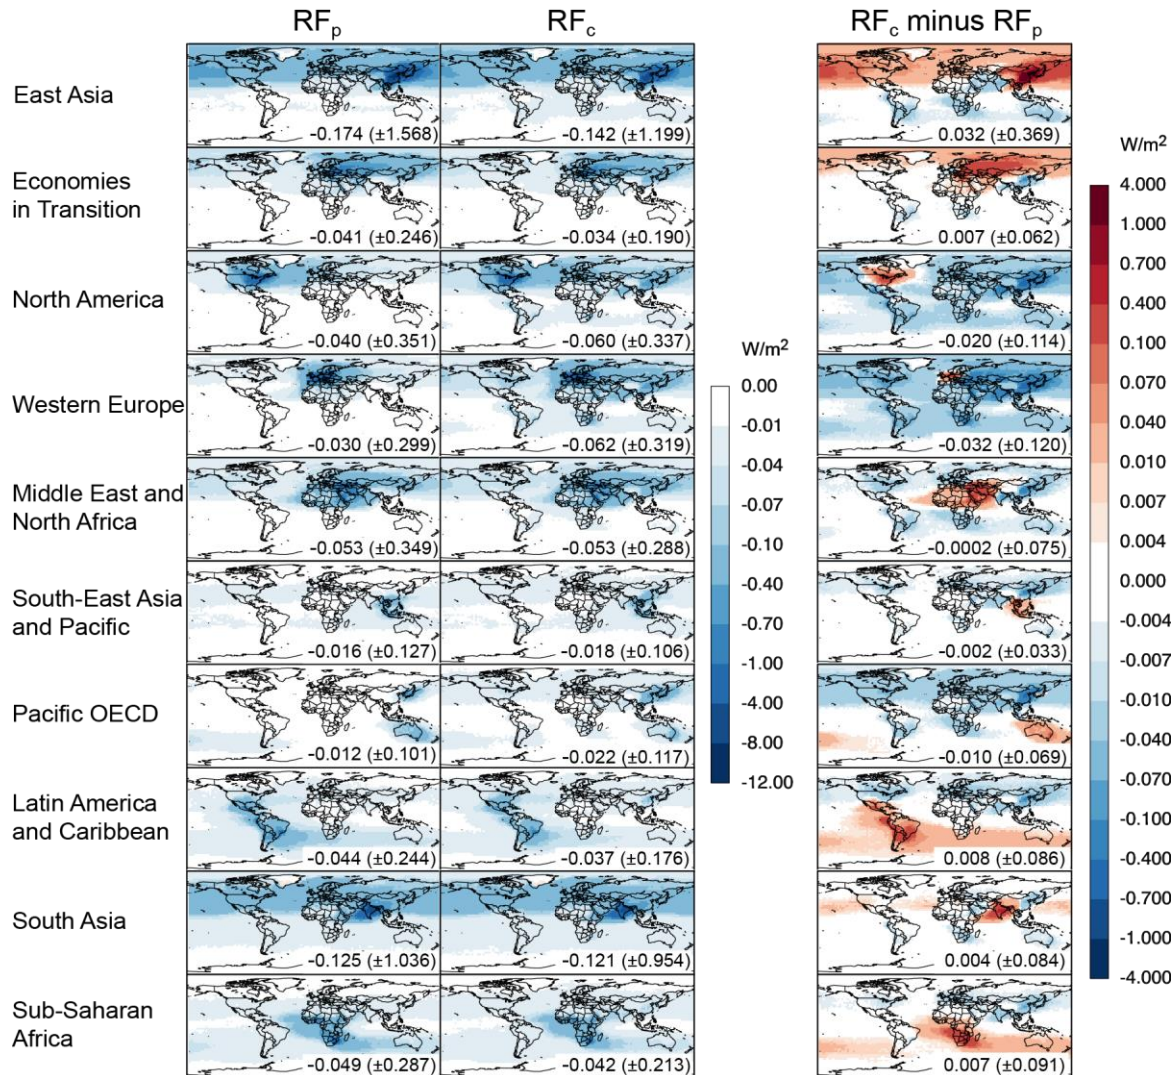 RFp RFc RFc minus RFp
East Asia
-0.174 (±1.568) -0.142 (±1.199) 0.032 (±0.369)
Economies
in Transition
-0.041 (±0.246) -0.034 (±0.190) 0.007 (±0.062)
North America
-0.040 (±0.351) -0.060 (±0.337) -0.020 (±0.114)
Western Europe
-0.030 (±0.299) -0.062 (±0.319) -0.032 (±0.120)
Middle East and
North Africa
-0.053 (±0.349) -0.053 (±0.288) -0.0002 (±0.075)
South-East Asia
and Pacific
-0.016 (±0.127) -0.018 (±0.106) -0.002 (±0.033)
Pacific OECD
-0.012 (±0.101) -0.022 (±0.117) -0.010 (±0.069)
Latin America
and Caribbean
-0.044 (±0.244) -0.037 (±0.176) 0.008 (±0.086)
South Asia
-0.125 (±1.036) -0.121 (±0.954) 0.004 (±0.084)
Sub-Saharan
Africa
-0.049 (±0.287) -0.042 (±0.213) 0.007 (±0.091)
W/m²
0.00
-0.01
-0.04
-0.07
-0.10
-0.40
-0.70
-1.00
-4.00
-8.00
-12.00
W/m²
4.000
1.000
0.700
0.400
0.100
0.070
0.040
0.010
0.007
0.004
0.000
-0.004
-0.007
-0.010
-0.040
-0.070
-0.100
-0.400
-0.700
-1.000
-4.000